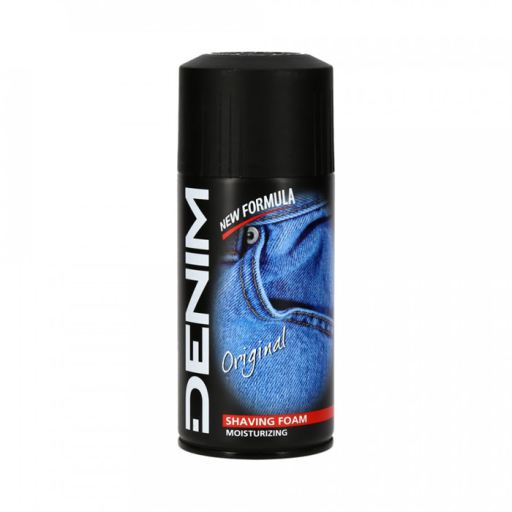 NEW FORMULA
DENIM
Original
SHAVING FOAM
MOISTURIZING